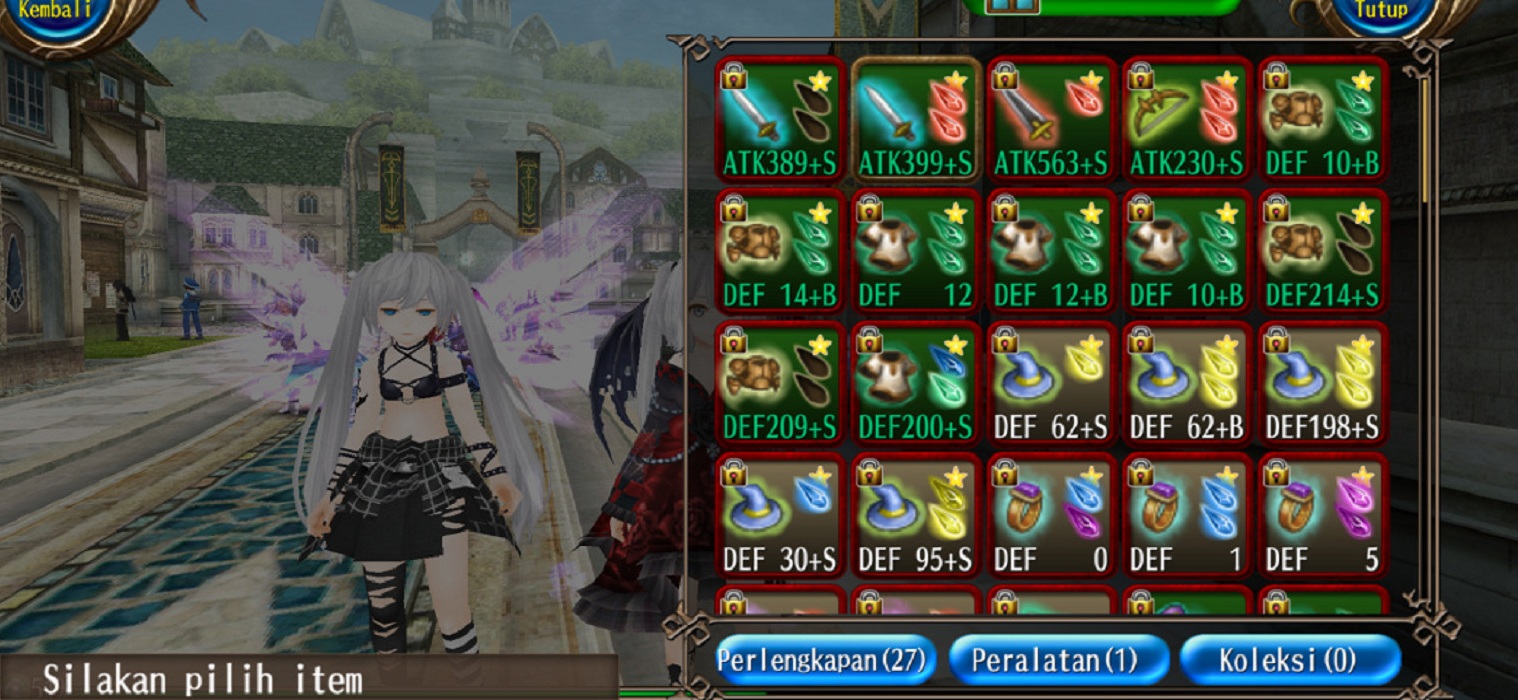 Kembali
Tutup
ATK389+S
ATK399+S
ATK563+S
ATK230+S
DEF 10+B
DEF 14+B
DEF 12
DEF 12+B
DEF 10+B
DEF214+S
DEF209+S
DEF200+S
DEF 62+S
DEF 62+B
DEF198+S
DEF 30+S
DEF 95+S
DEF 0
DEF 1
DEF 5
Perlengkapan(27)
Peralatan(1)
Koleksi(0)
Silakan pilih item